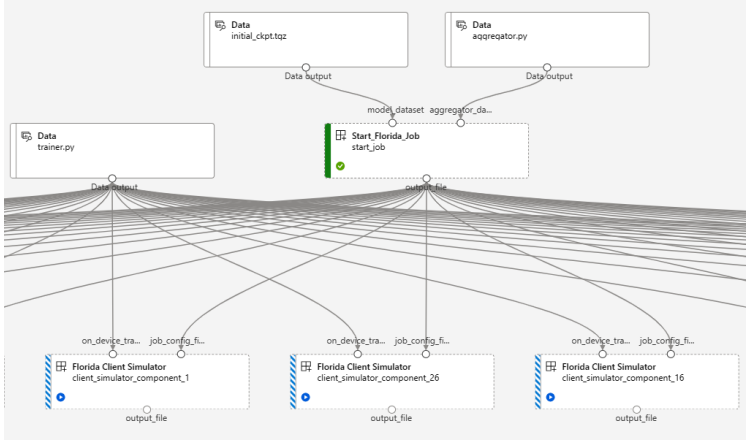 Data
initial_ckpt.tqz
Data output
Data
aqqreqator.py
Data output
model_dataset
aggregator_da...
Data
trainer.py
Data output
Start_Florida_Job
start_job
output_file
on_device_tra...
job_config_fi...
on_device_tra...
job_config_fi...
on_device_tra...
job_config_fi...
Florida Client Simulator
client_simulator_component_1
output_file
Florida Client Simulator
client_simulator_component_26
output_file
Florida Client Simulator
client_simulator_component_16
output_file